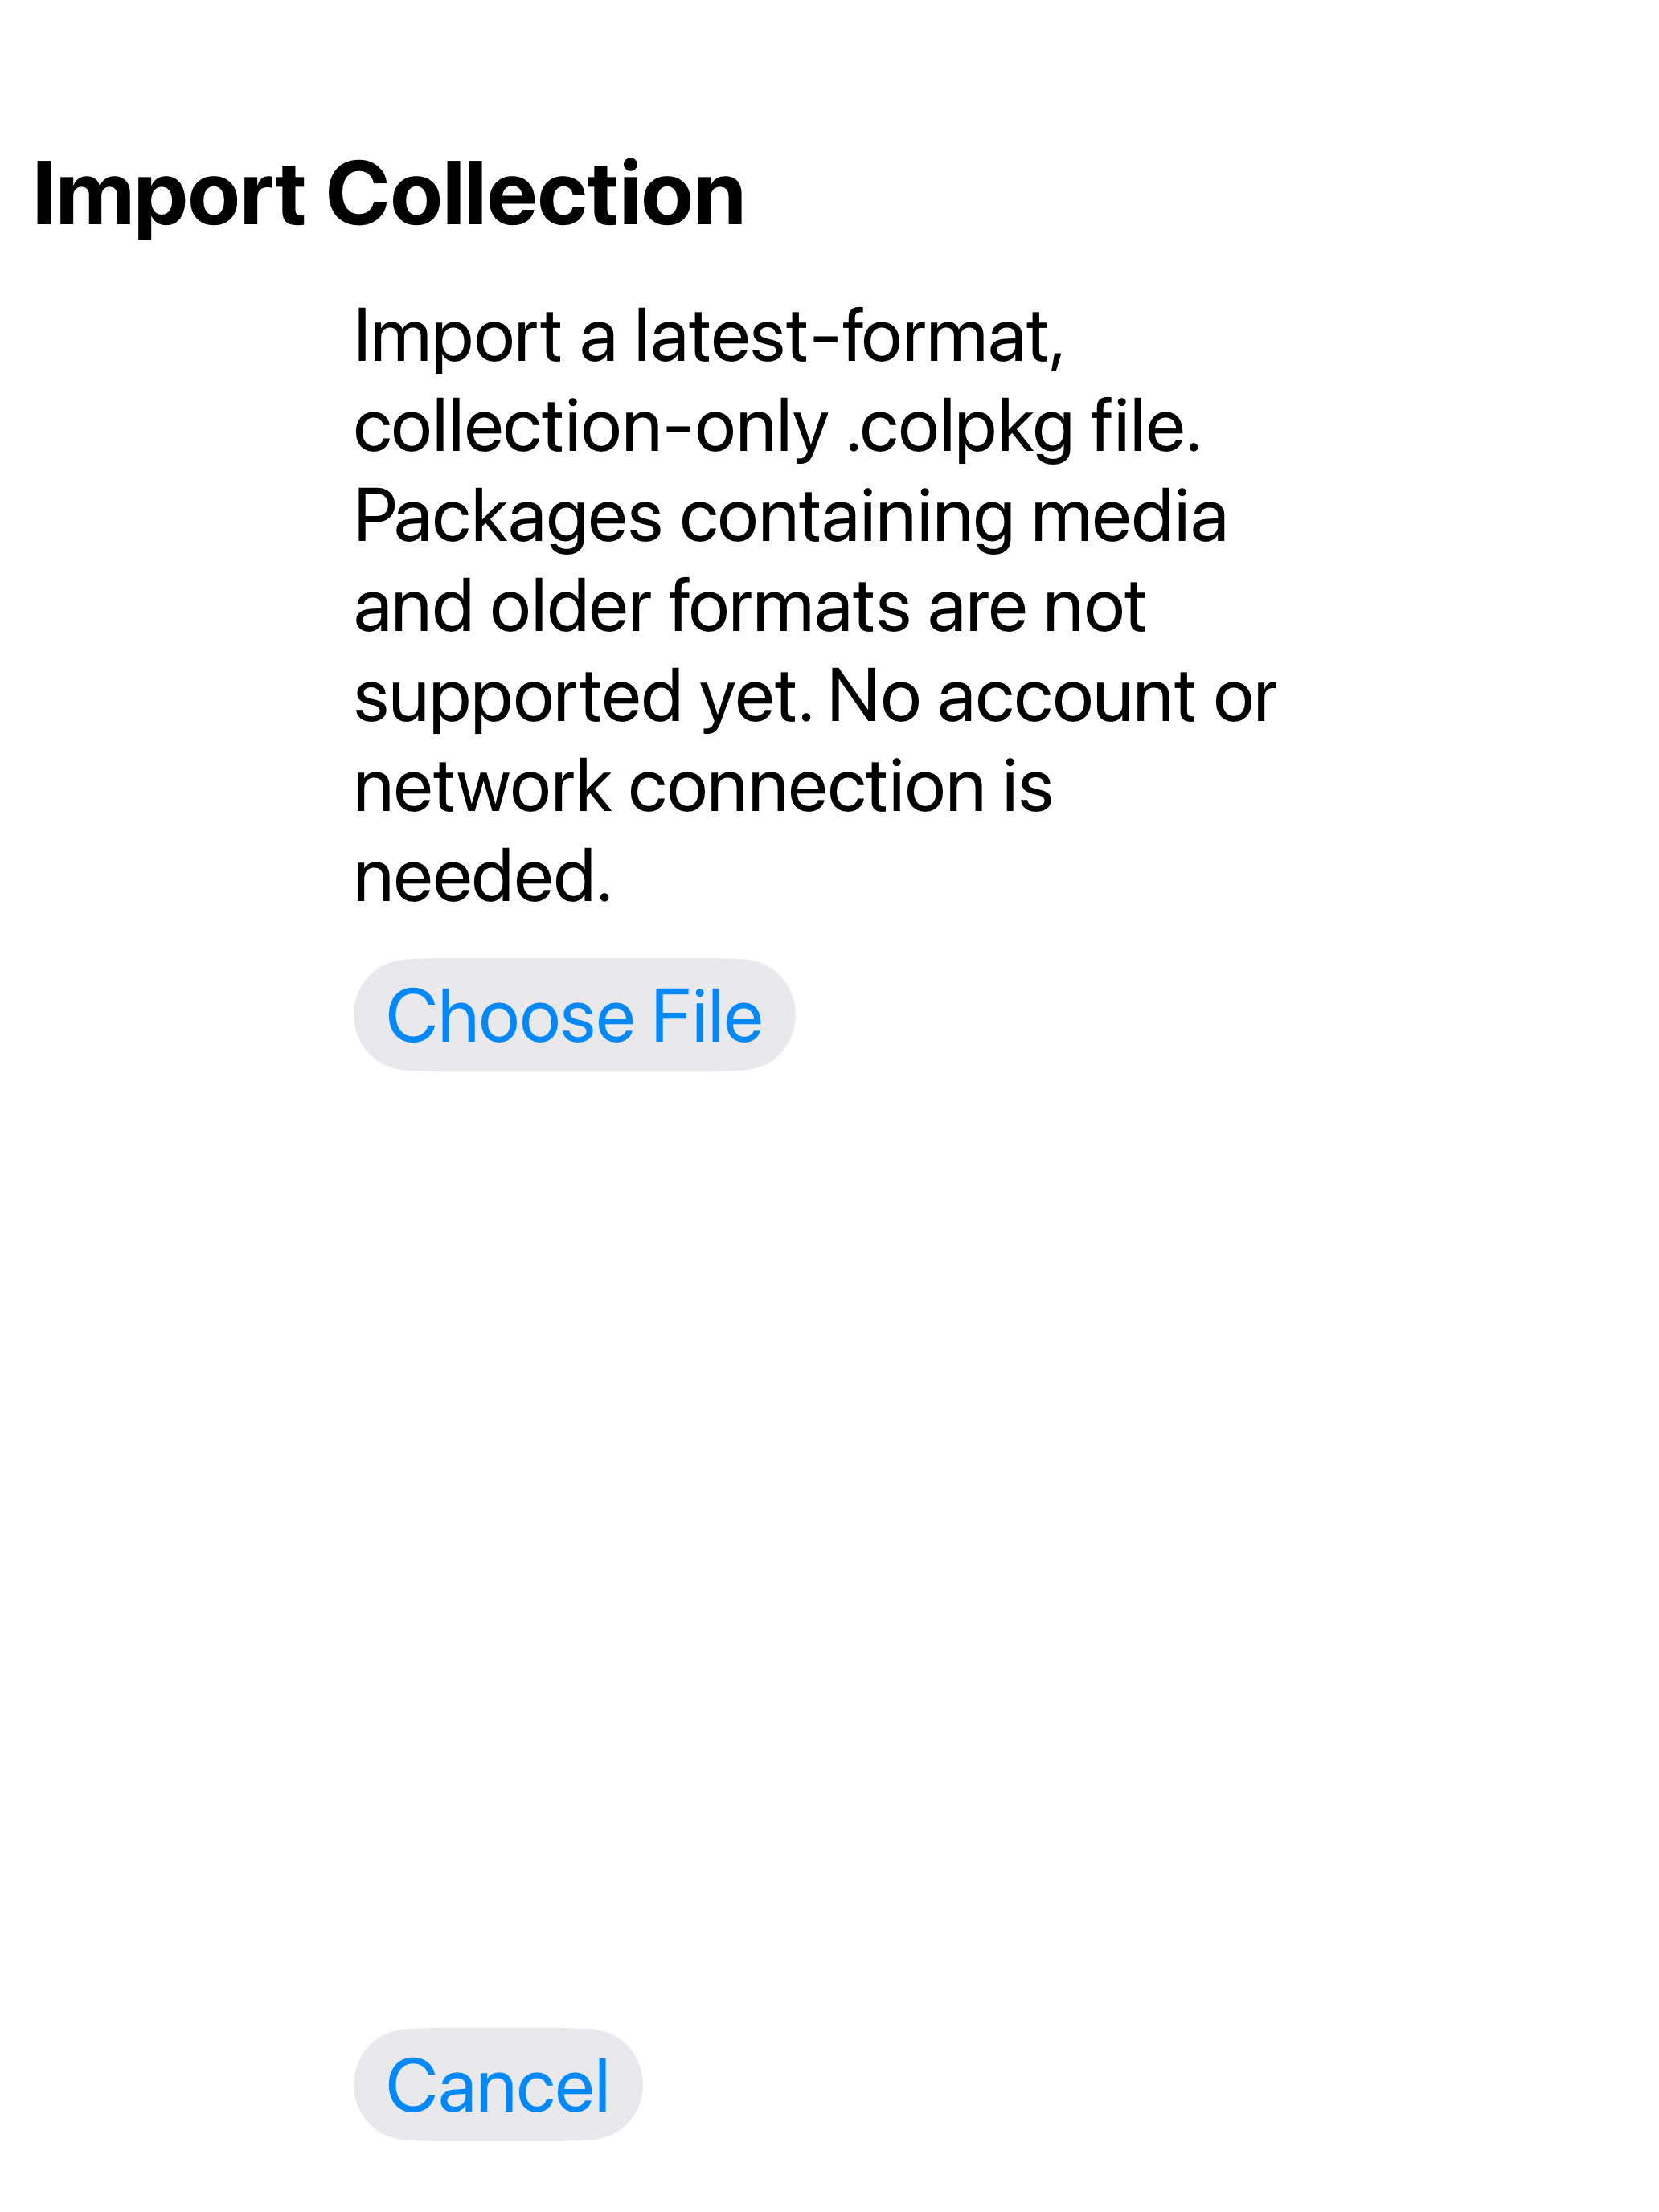 Import Collection
Import a latest-format,
collection-only .colpkg file.
Packages containing media
and older formats are not
supported yet. No account or
network connection is
needed.
Choose File
Cancel